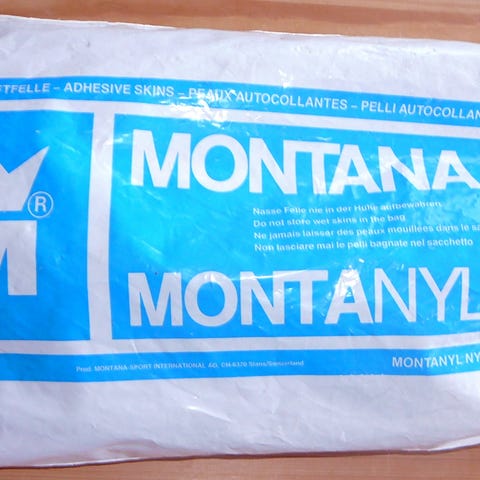 ETFELLE – ADHESIVE SKINS – PEAUX AUTOCOLLANTES – PELLI AUTOCOLLAN
M
®
MONTANA
Nasse Felle nie in der Hülle aufbewahren
Do not store wet skins in the bag
Ne jamais laisser des peaux mouillées dans le sa
Non lasciare mai le pelli bagnate nel sacchetto
MONTANYL
Prod. MONTANA-SPORT INTERNATIONAL AG, CH-6370 Stans/Switzerland
MONTANYL NY